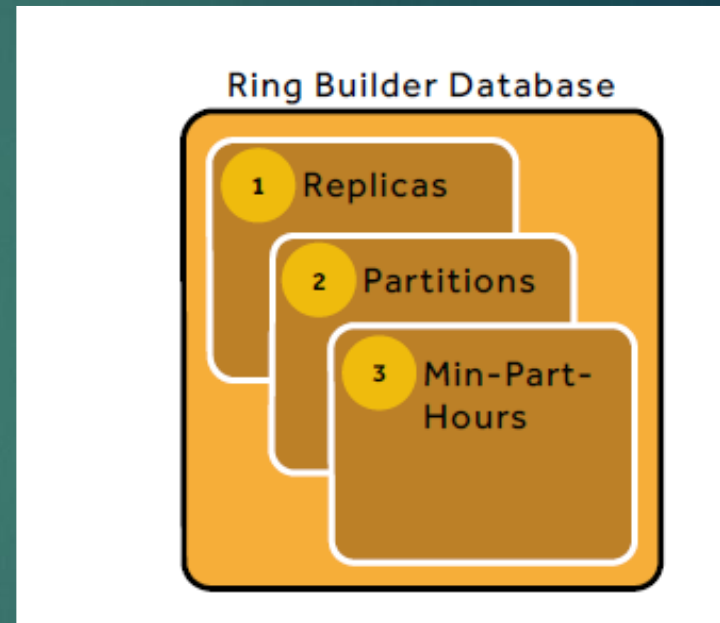 Ring Builder Database
1 Replicas
2 Partitions
3 Min-Part-
Hours